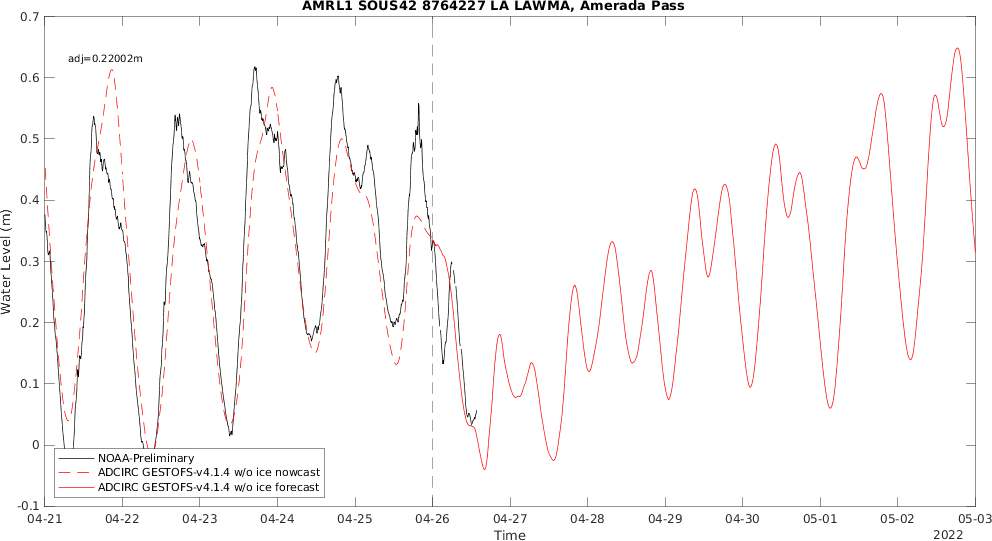 AMRL1 SOUS42 8764227 LA LAWMA, Amerada Pass
adj=0.22002m
0.7
0.6
0.5
0.4
0.3
0.2
0.1
0
-0.1
Water Level (m)
NOAA-Preliminary
ADCIRC GESTOFS-v4.1.4 w/o ice nowcast
ADCIRC GESTOFS-v4.1.4 w/o ice forecast
04-21 04-22 04-23 04-24 04-25 04-26 04-27 04-28 04-29 04-30 05-01 05-02 05-03
Time
2022